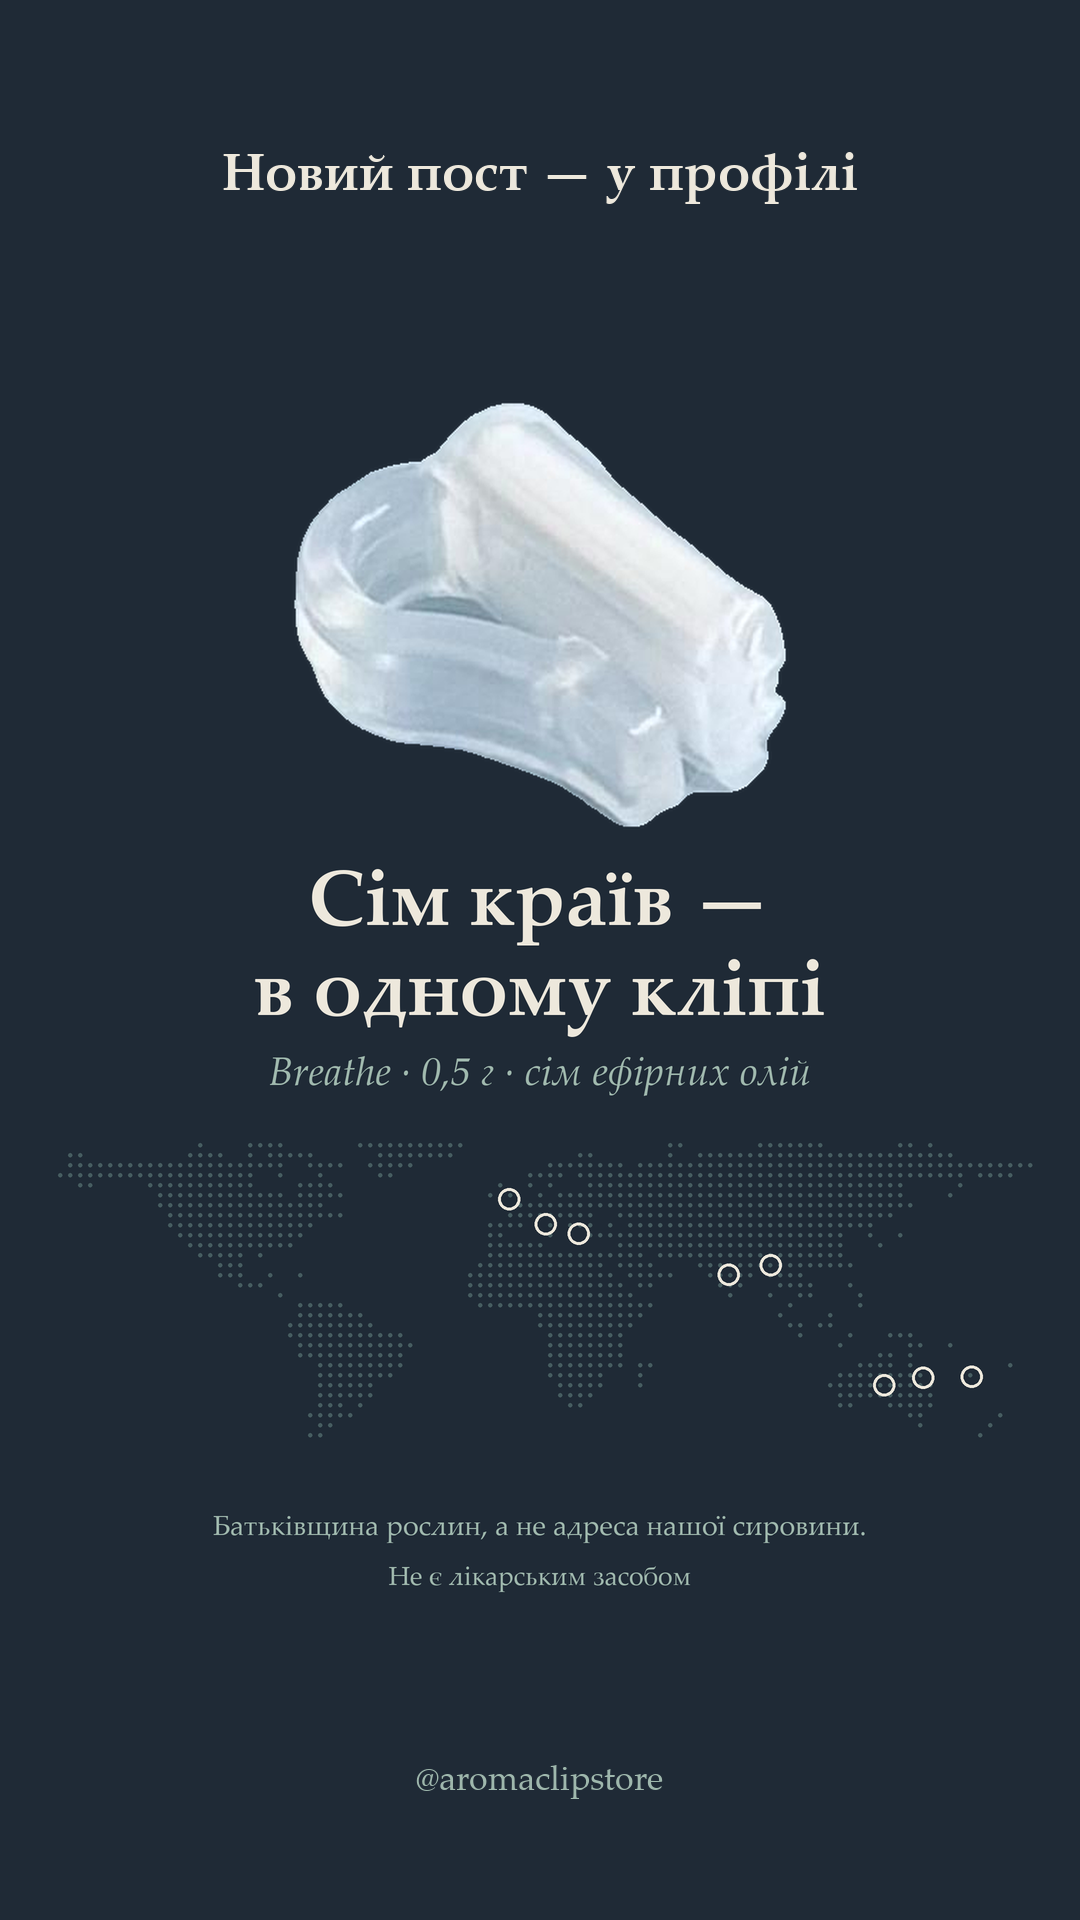 Новий пост — у профілі
Сім країв —
в одному кліпі
Breathe · 0,5 г · сім ефірних олій
Батьківщина рослин, а не адреса нашої сировини.
Не є лікарським засобом
@aromaclipstore